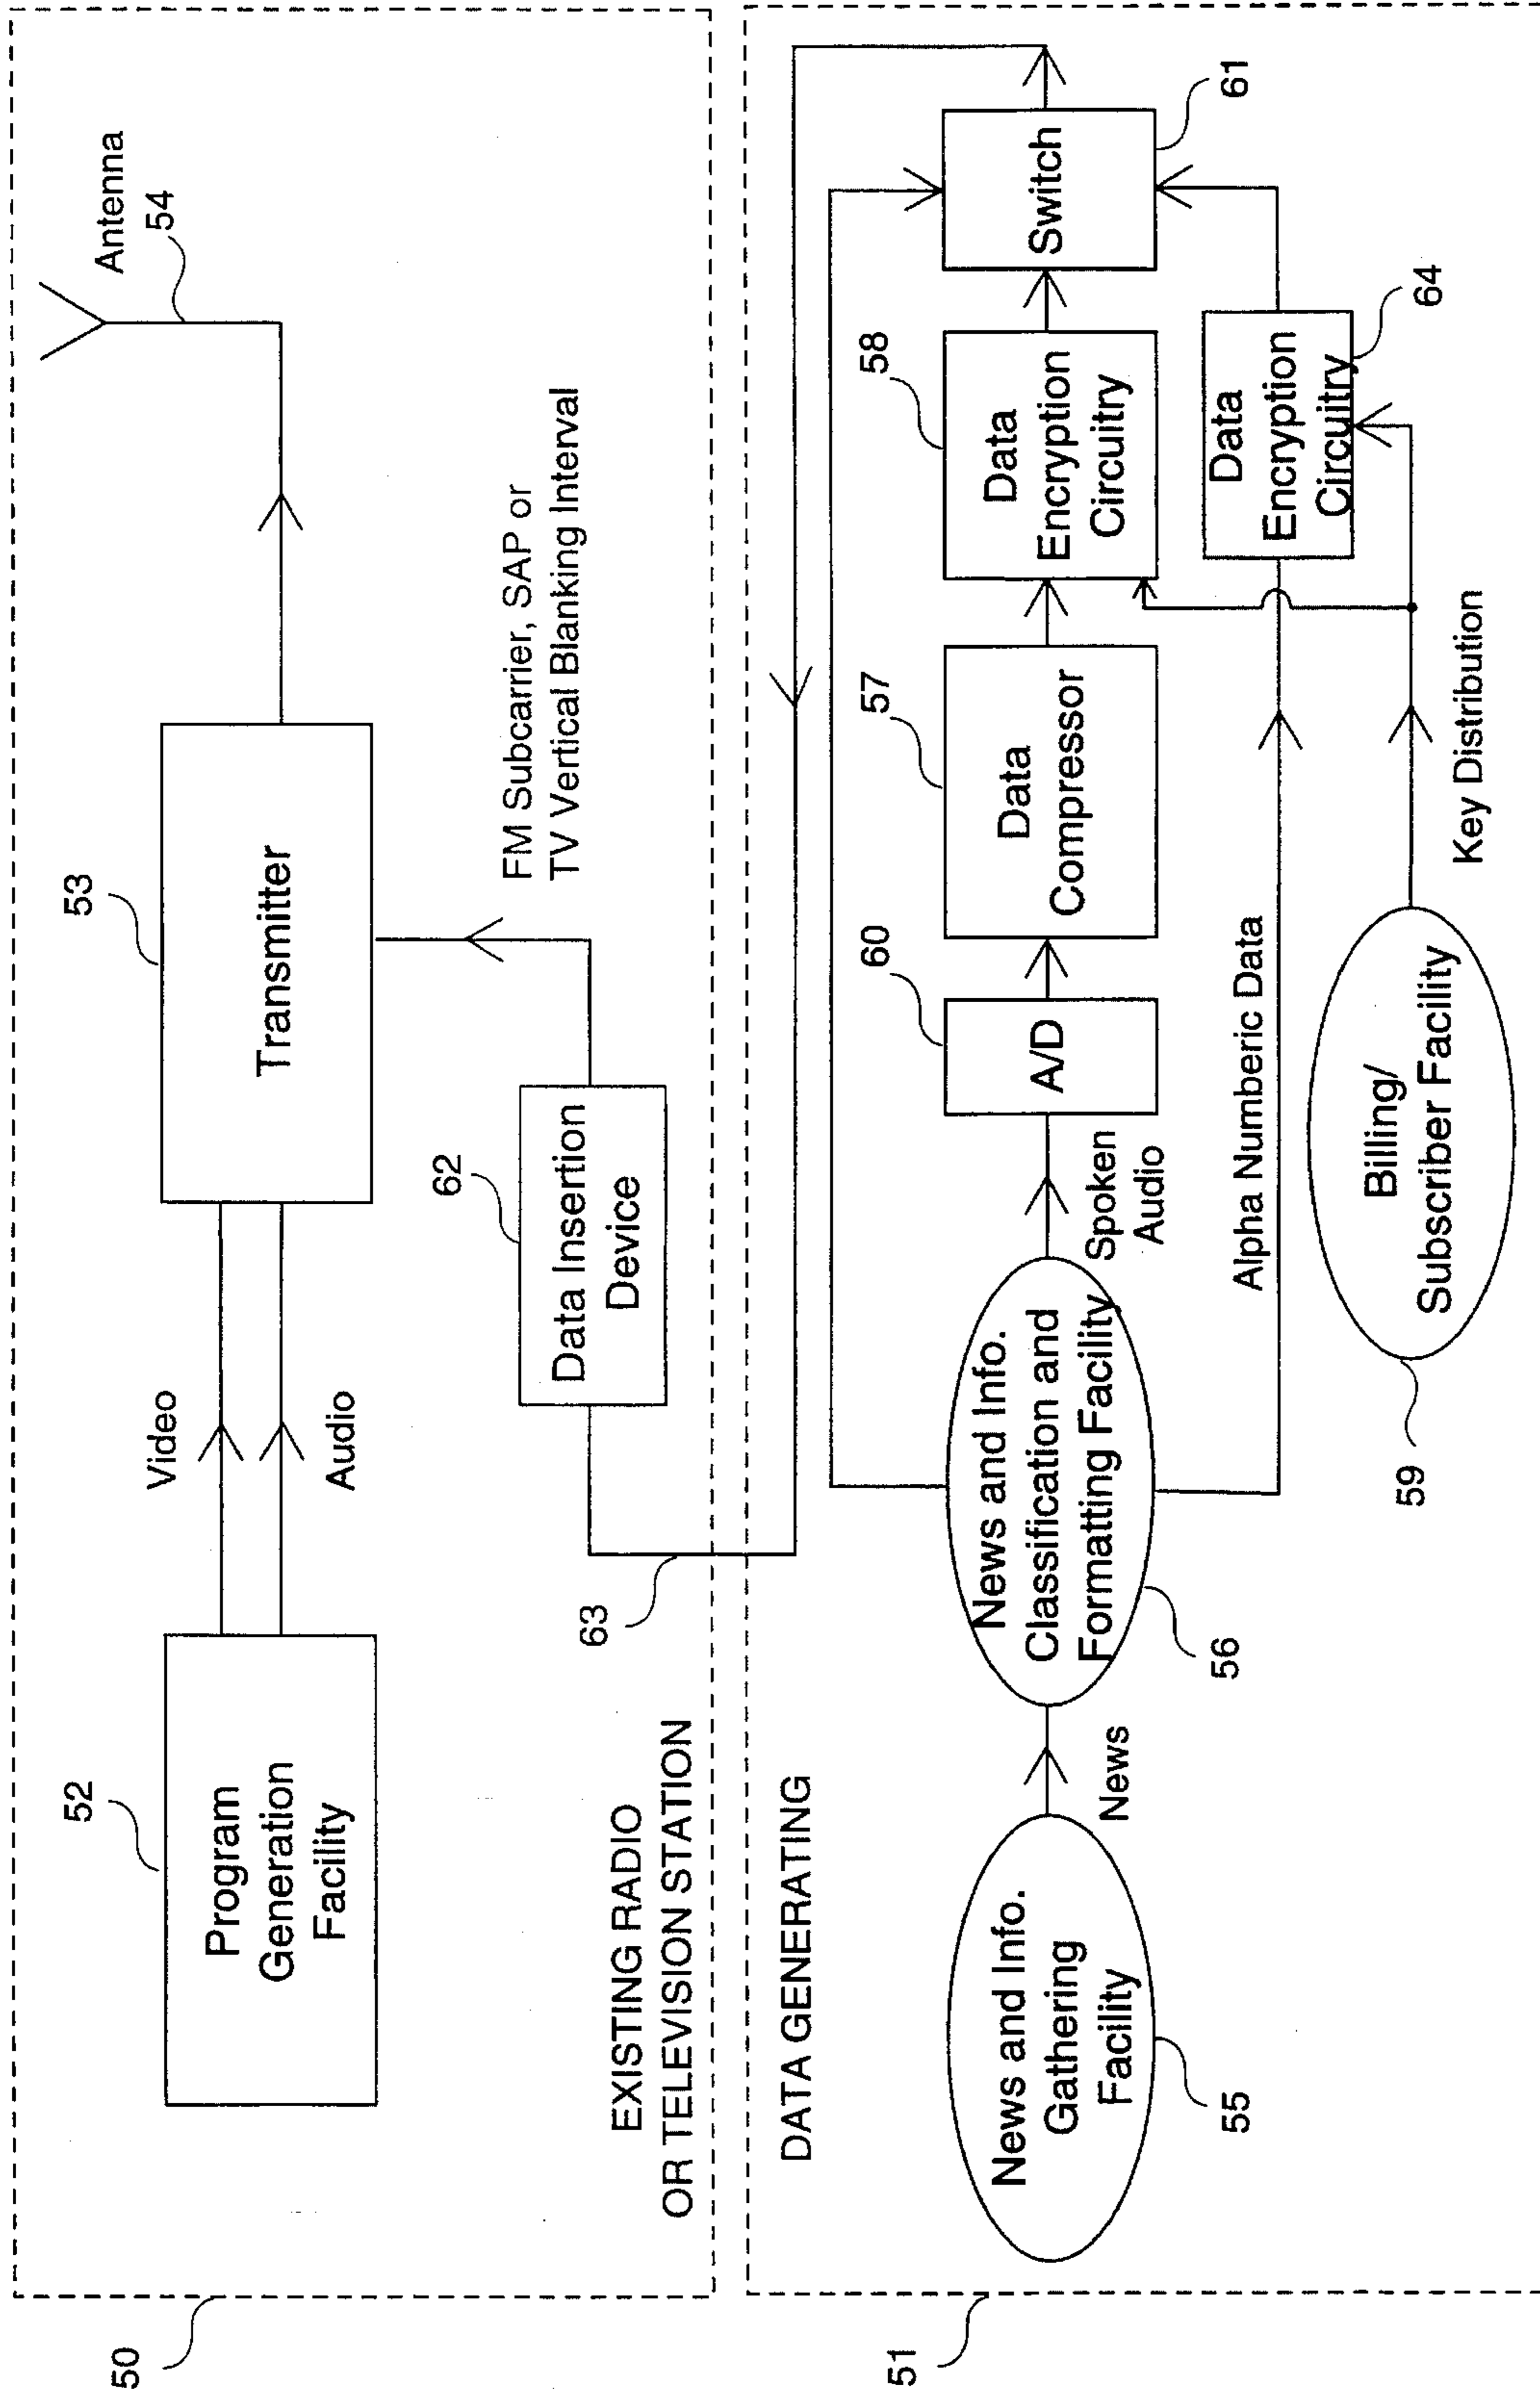 50
52
Program
Generation
Facility
Video
Audio
53
Transmitter
Antenna
54
62
Data Insertion
Device
FM Subcarrier, SAP or
TV Vertical Blanking Interval
63
EXISTING RADIO
OR TELEVISION STATION
51
DATA GENERATING
55
News and Info.
Gathering
Facility
News
56
News and Info.
Classification and
Formatting Facility
Spoken
Audio
60
A/D
57
Data
Compressor
58
Data
Encryption
Circuitry
Switch
61
Alpha Numberic Data
Data
Encryption
Circuitry
64
59
Billing/
Subscriber Facility
Key Distribution